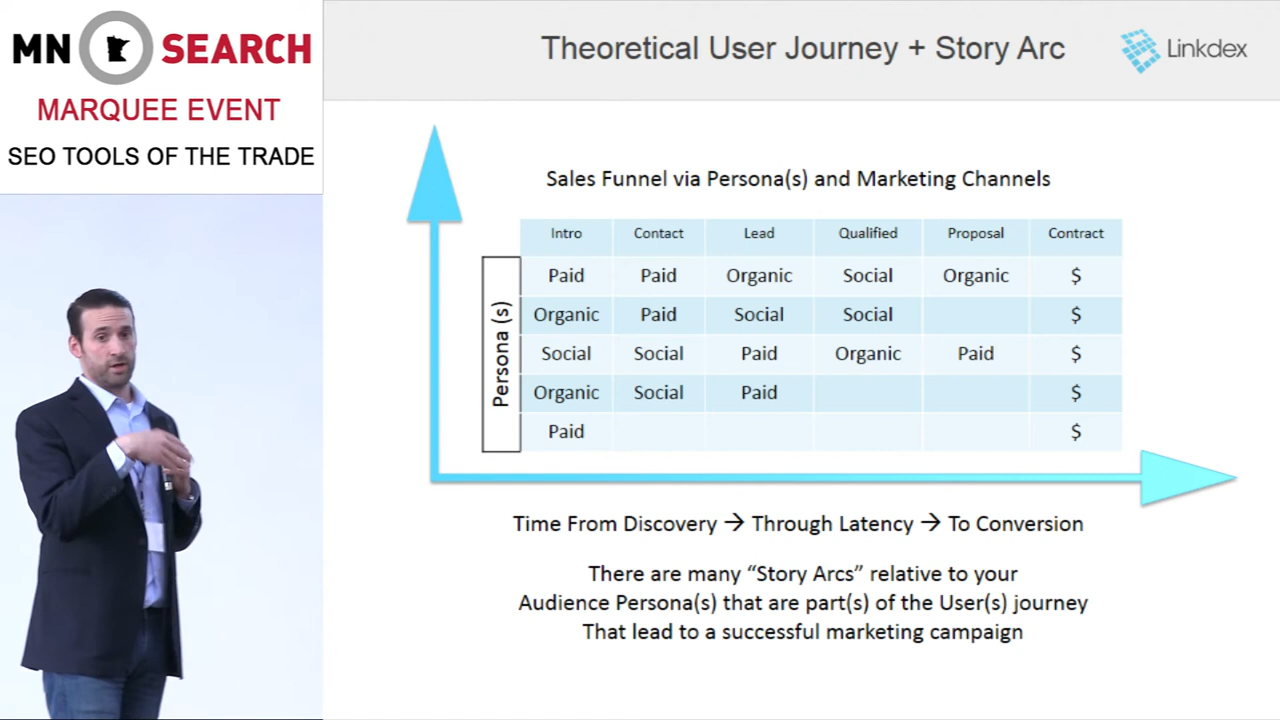 MN SEARCH
MARQUEE EVENT
SEO TOOLS OF THE TRADE
Theoretical User Journey + Story Arc
Linkdex
Sales Funnel via Persona(s) and Marketing Channels
Intro Contact Lead Qualified Proposal Contract
Persona (s)
Paid Paid Organic Social Organic $
Organic Paid Social Social $
Social Social Paid Organic Paid $
Organic Social Paid $
Paid $
Time From Discovery → Through Latency → To Conversion
There are many “Story Arcs” relative to your
Audience Persona(s) that are part(s) of the User(s) journey
That lead to a successful marketing campaign